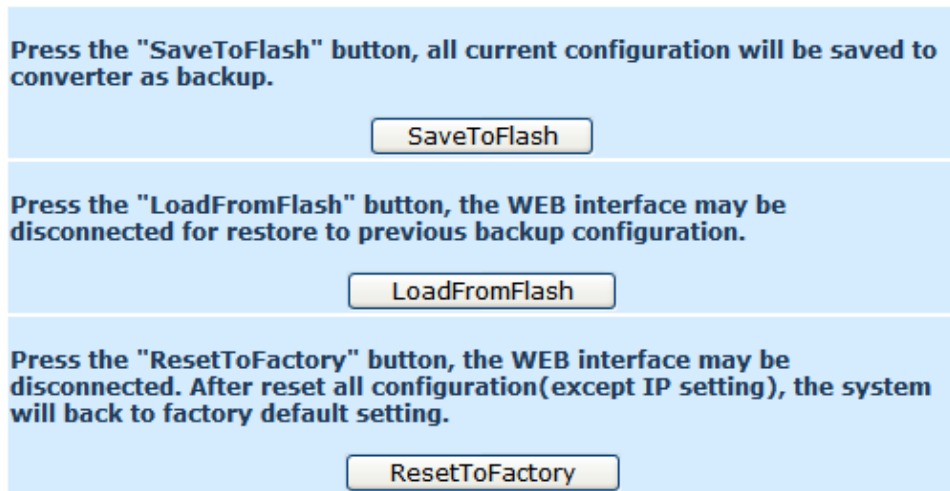 Press the "SaveToFlash" button, all current configuration will be saved to
converter as backup.
SaveToFlash
Press the "LoadFromFlash" button, the WEB interface may be
disconnected for restore to previous backup configuration.
LoadFromFlash
Press the "ResetToFactory" button, the WEB interface may be
disconnected. After reset all configuration(except IP setting), the system
will back to factory default setting.
ResetToFactory